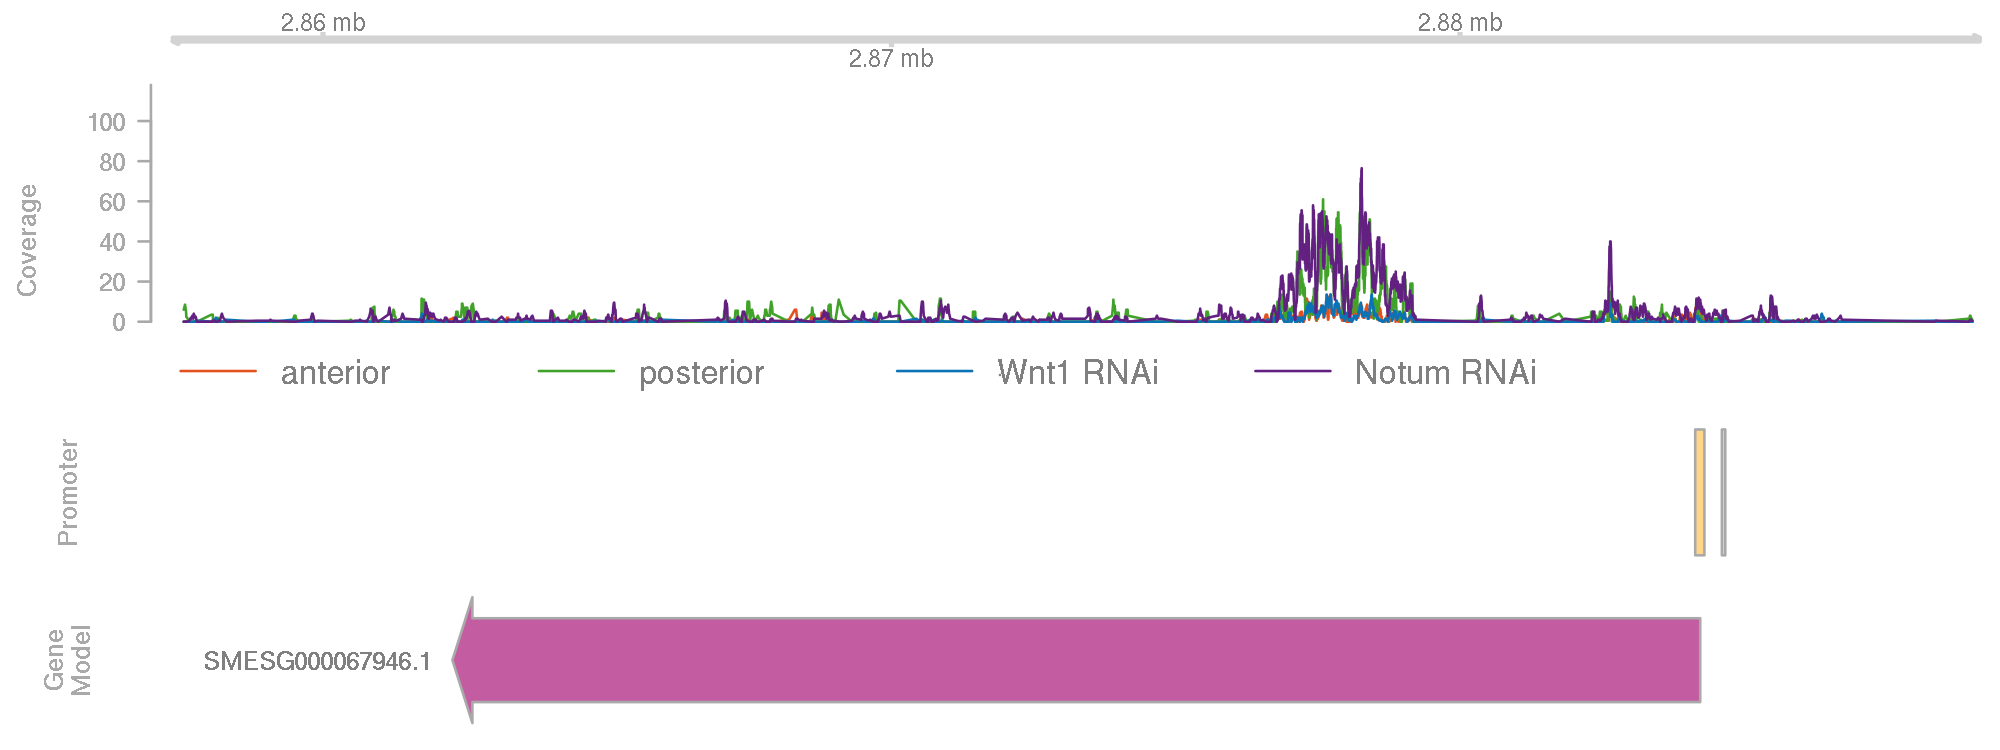 2.86 mb
2.88 mb
2.87 mb
Coverage
100
80
60
40
20
0
anterior
posterior
Wnt1 RNAi
Notum RNAi
Promoter
Gene
Model
SMESG000067946.1